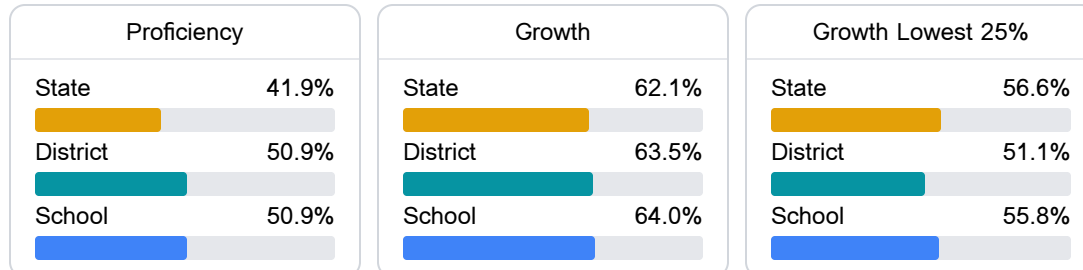 Proficiency
State 41.9%
District 50.9%
School 50.9%
Growth
State 62.1%
District 63.5%
School 64.0%
Growth Lowest 25%
State 56.6%
District 51.1%
School 55.8%